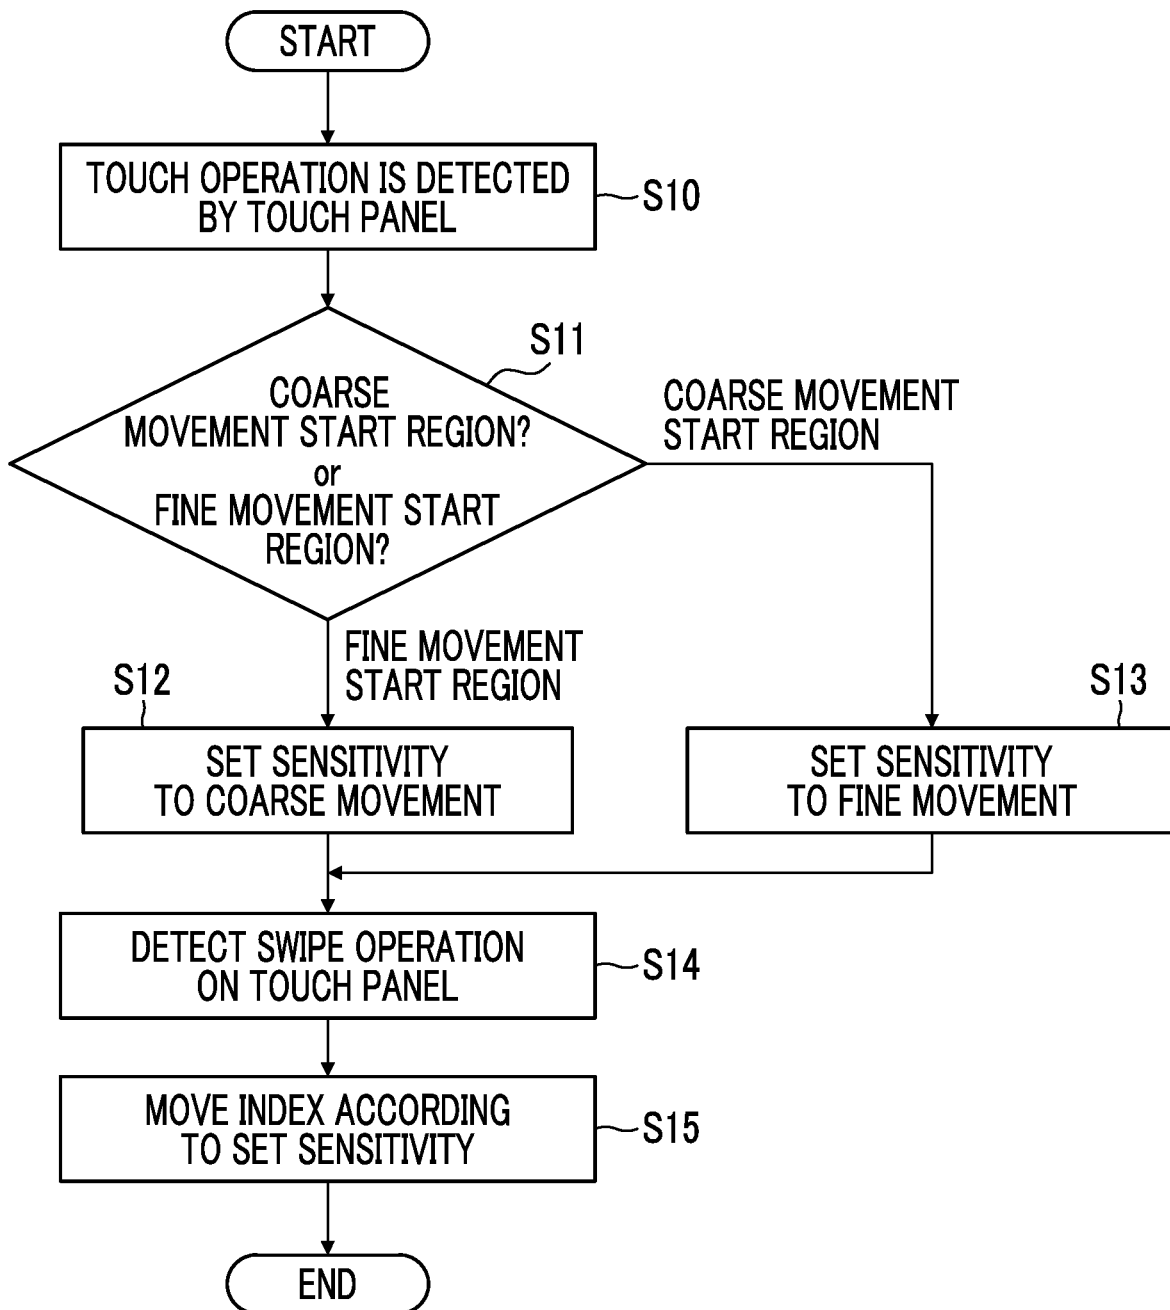 START
TOUCH OPERATION IS DETECTED
BY TOUCH PANEL
S10
S11
COARSE
MOVEMENT START REGION?
or
FINE MOVEMENT START
REGION?
COARSE MOVEMENT
START REGION
FINE MOVEMENT
START REGION
S12
SET SENSITIVITY
TO COARSE MOVEMENT
S13
SET SENSITIVITY
TO FINE MOVEMENT
DETECT SWIPE OPERATION
ON TOUCH PANEL
S14
MOVE INDEX ACCORDING
TO SET SENSITIVITY
S15
END